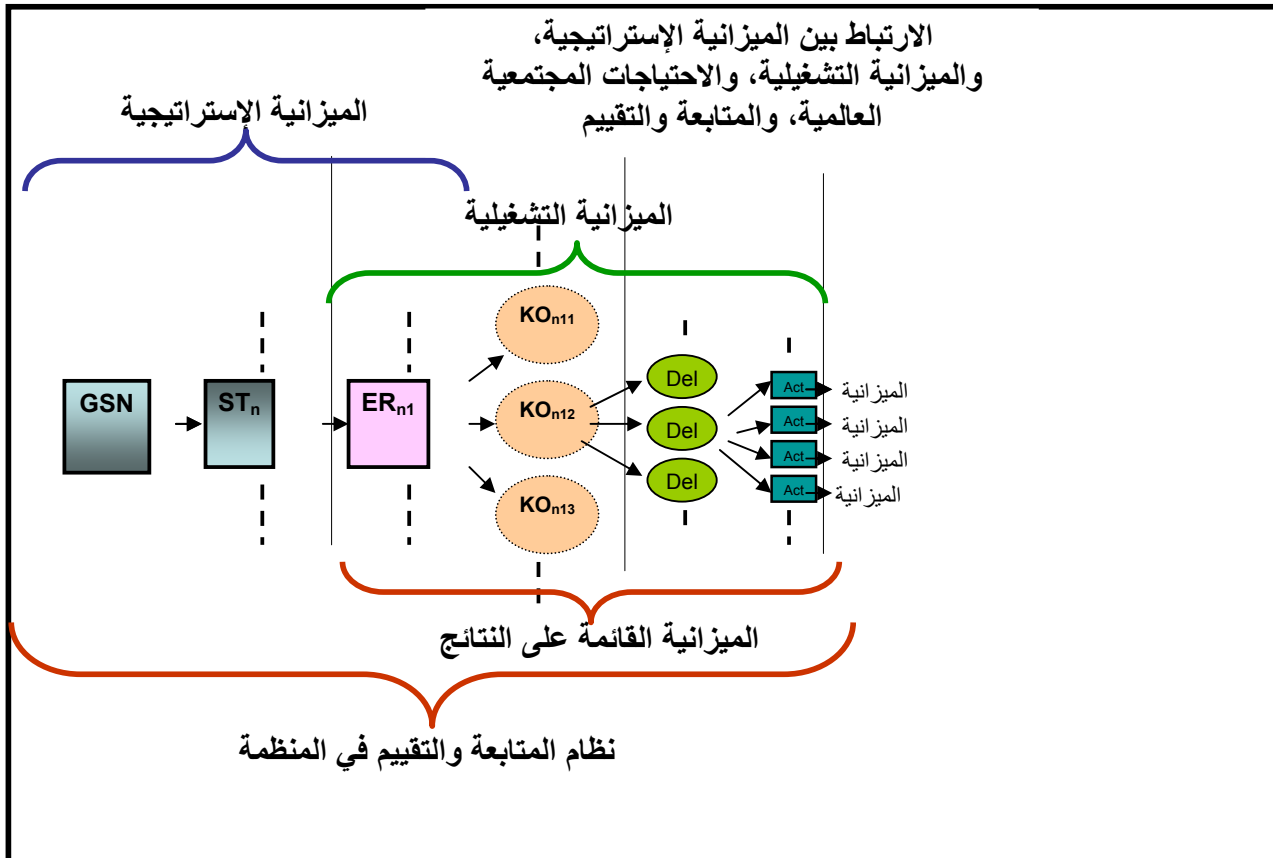 الارتباط بين الميزانية الإستراتيجية،
والميزانية التشغيلية، والاحتياجات المجتمعية
العالمية، والمتابعة والتقييم
الميزانية الإستراتيجية
الميزانية التشغيلية
GSN
STn
ERn1
KOn11
KOn12
KOn13
Del
Del
Del
Act
Act
Act
Act
الميزانية
الميزانية
الميزانية
الميزانية
الميزانية القائمة على النتائج
نظام المتابعة والتقييم في المنظمة